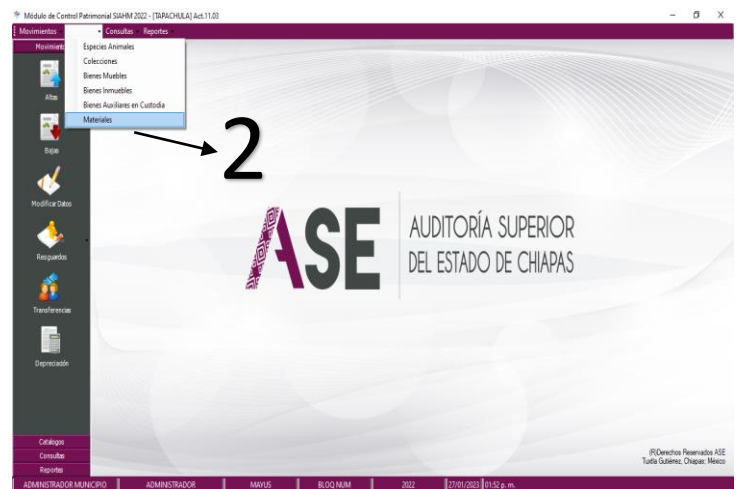 Módulo de Control Patrimonial SIAHM 2022 - [TAPACHULA] Act.11.03
Movimientos Consultas Reportes
Movimient
Especies Animales
Colecciones
Bienes Muebles
Bienes Inmuebles
Bienes Auxiliares en Custodia
Materiales
2
Altas
Bajas
Modificar Datos
Resguardos
Transferencias
Depreciación
ASE
AUDITORÍA SUPERIOR
DEL ESTADO DE CHIAPAS
Catálogos
Consultas
Reportes
(R)Derechos Reservados ASE
Tuxtla Gutiérrez, Chiapas; México
ADMINISTRADOR MUNICIPIO ADMINISTRADOR MAYUS BLOQ NUM 2022 27/01/2023 01:52 p. m.